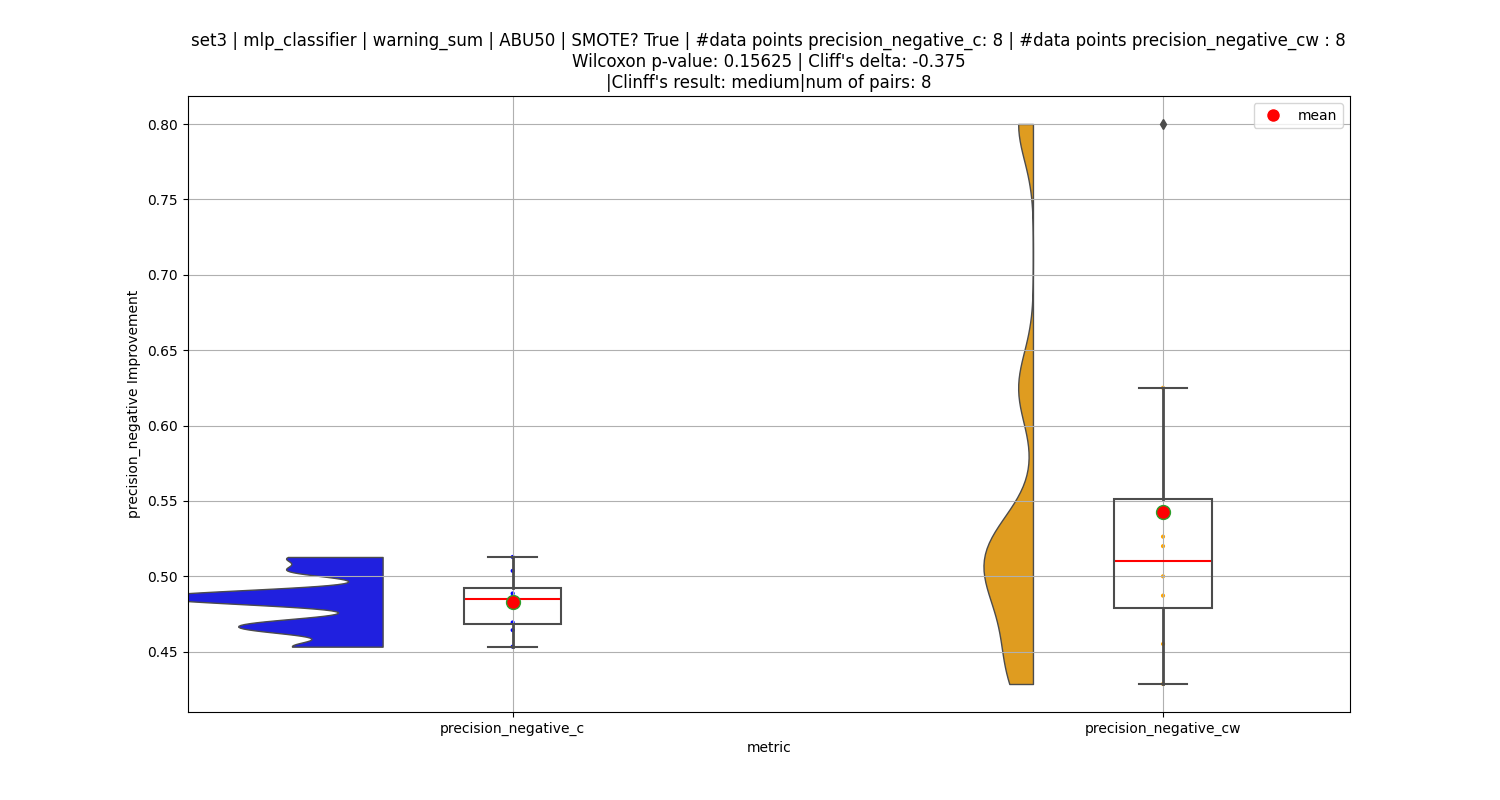 set3 | mlp_classifier | warning_sum | ABU50 | SMOTE? True | #data points precision_negative_c: 8 | #data points precision_negative_cw : 8
Wilcoxon p-value: 0.15625 | Cliff's delta: -0.375
|Clinff's result: medium|num of pairs: 8
mean
0.80
0.75
0.70
0.65
0.60
0.55
0.50
0.45
precision_negative Improvement
precision_negative_c
precision_negative_cw
metric